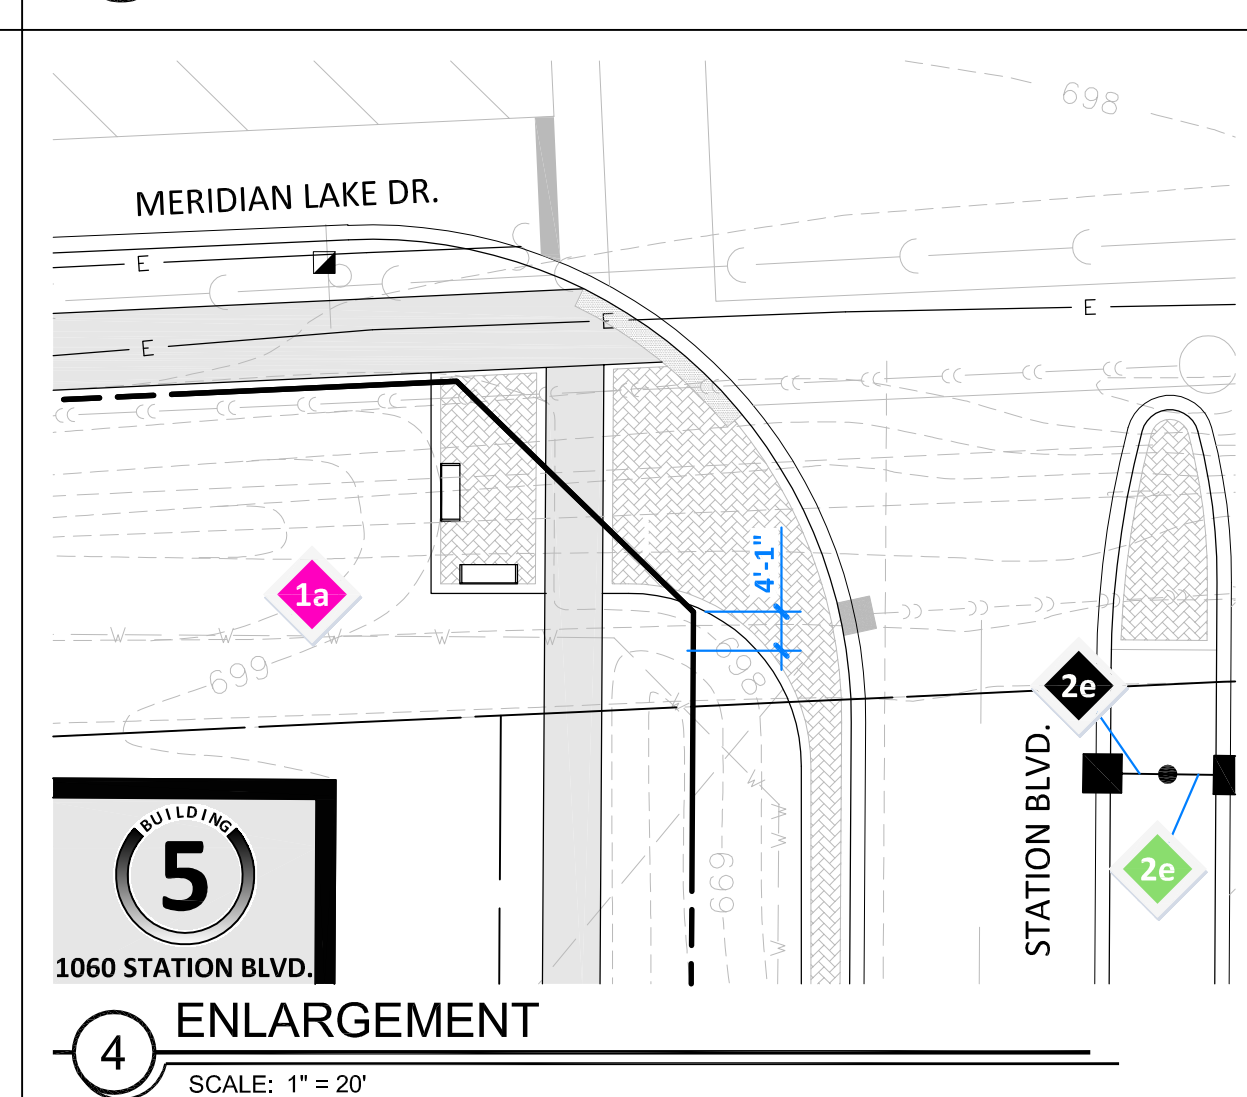 698
MERIDIAN LAKE DR.
E
E
E
E
4'-1"
1a
W
W
W
W
W
699
698
2e
W
W
W
BUILDING
5
1060 STATION BLVD.
699
STATION BLVD.
2e
4
ENLARGEMENT
SCALE: 1" = 20'